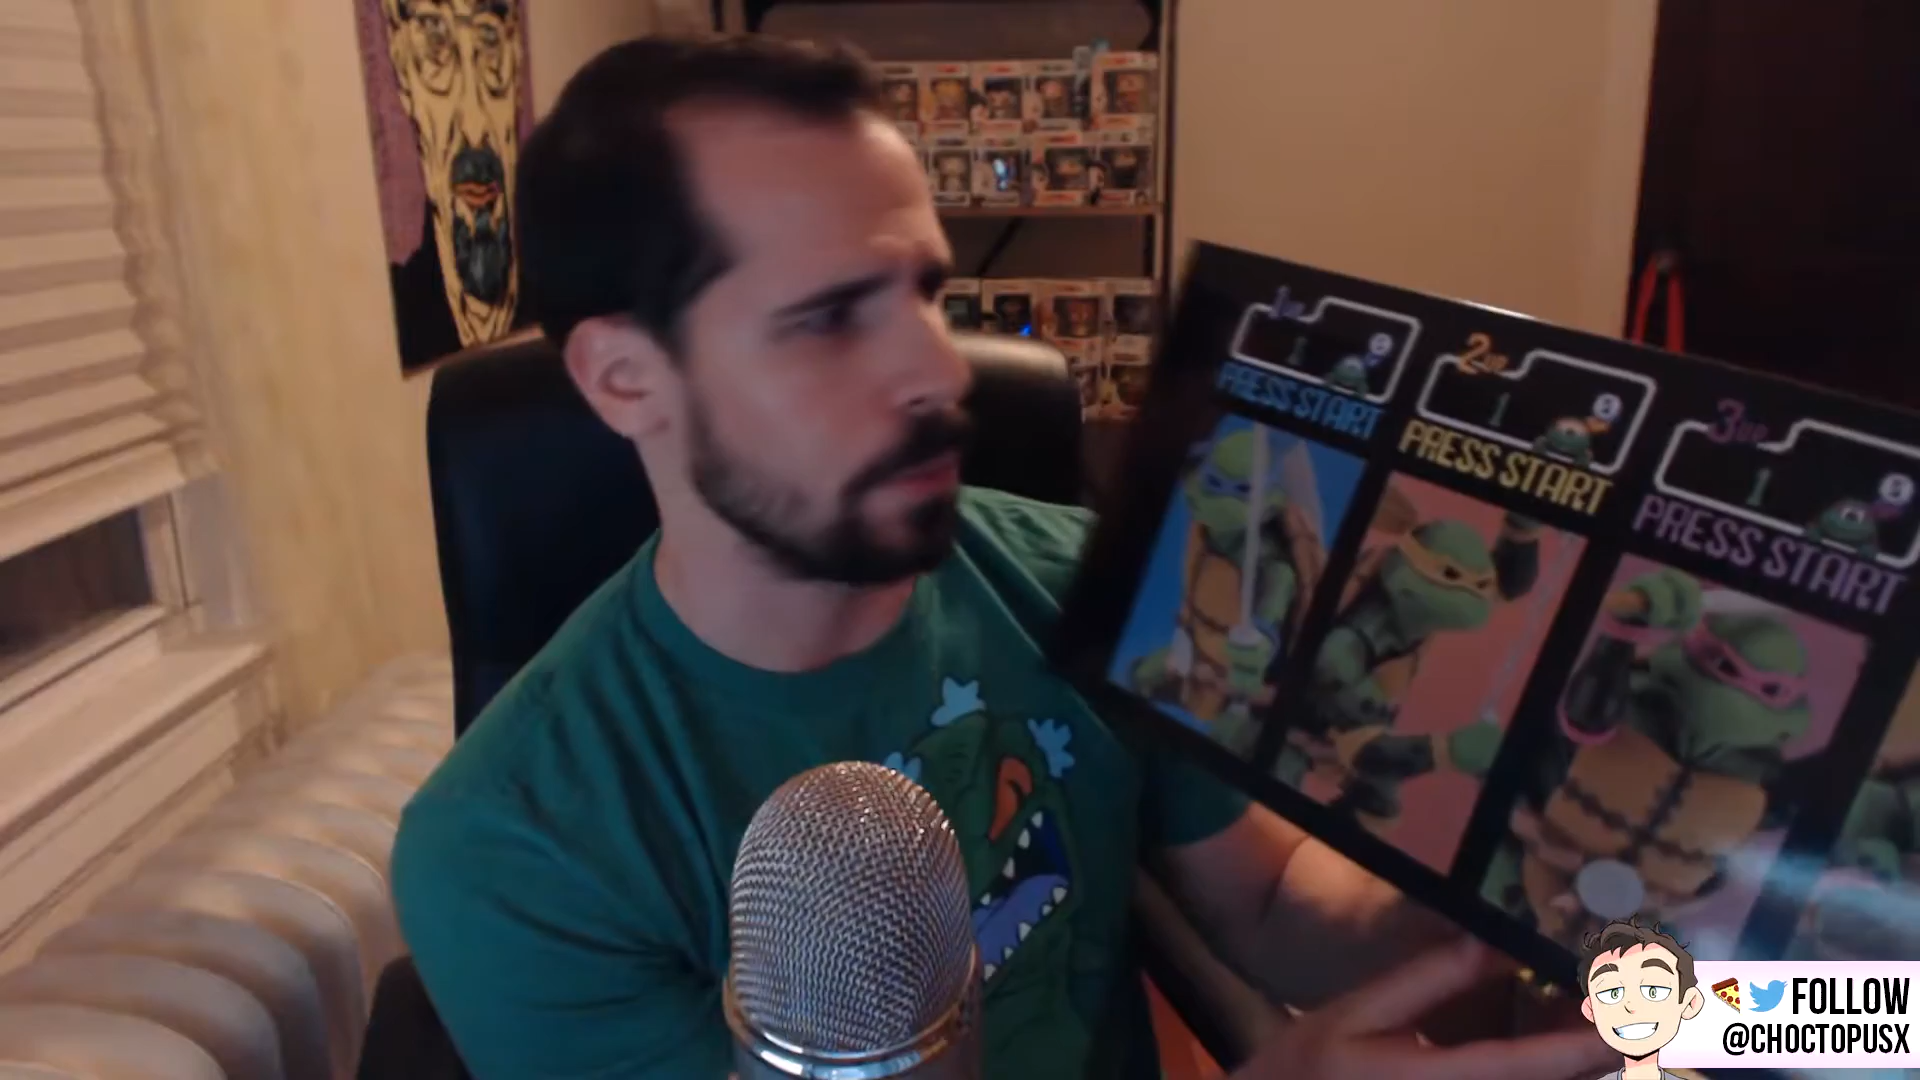 1UP
1
PRESS START
2UP
1
PRESS START
3UP
1
PRESS START
FOLLOW
@CHOCTOPUSX